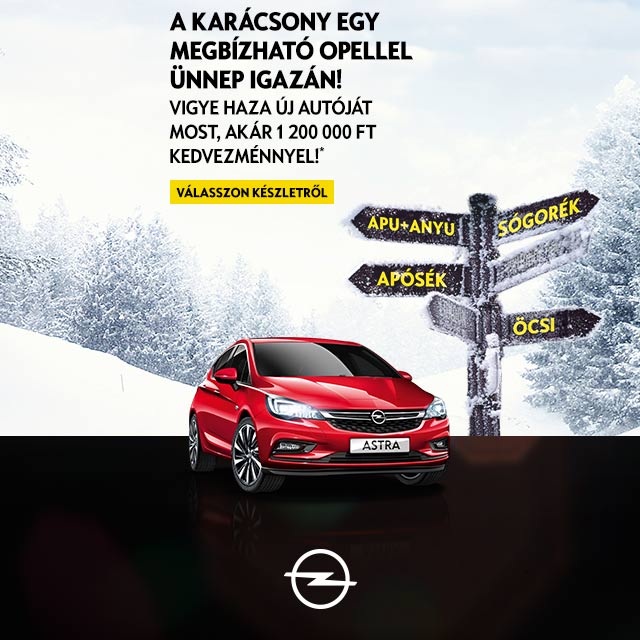 A KARÁCSONY EGY
MEGBÍZHATÓ OPELLEL
ÜNNEP IGAZÁN!
VIGYE HAZA ÚJ AUTÓJÁT
MOST, AKÁR 1 200 000 FT
KEDVEZMÉNNYEL!*
VÁLASSZON KÉSZLETRŐL
APU+ANYU
SÓGORÉK
APÓSÉK
ÖCSI
ASTRA